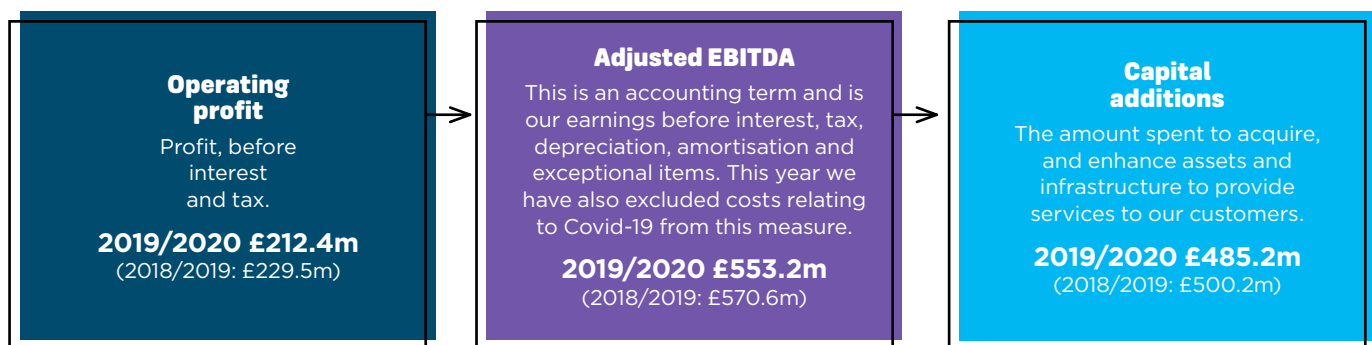 Operating
profit
Profit, before
interest
and tax.
2019/2020 £212.4m
(2018/2019: £229.5m)
Adjusted EBITDA
This is an accounting term and is
our earnings before interest, tax,
depreciation, amortisation and
exceptional items. This year we
have also excluded costs relating
to Covid-19 from this measure.
2019/2020 £553.2m
(2018/2019: £570.6m)
Capital
additions
The amount spent to acquire,
and enhance assets and
infrastructure to provide
services to our customers.
2019/2020 £485.2m
(2018/2019: £500.2m)